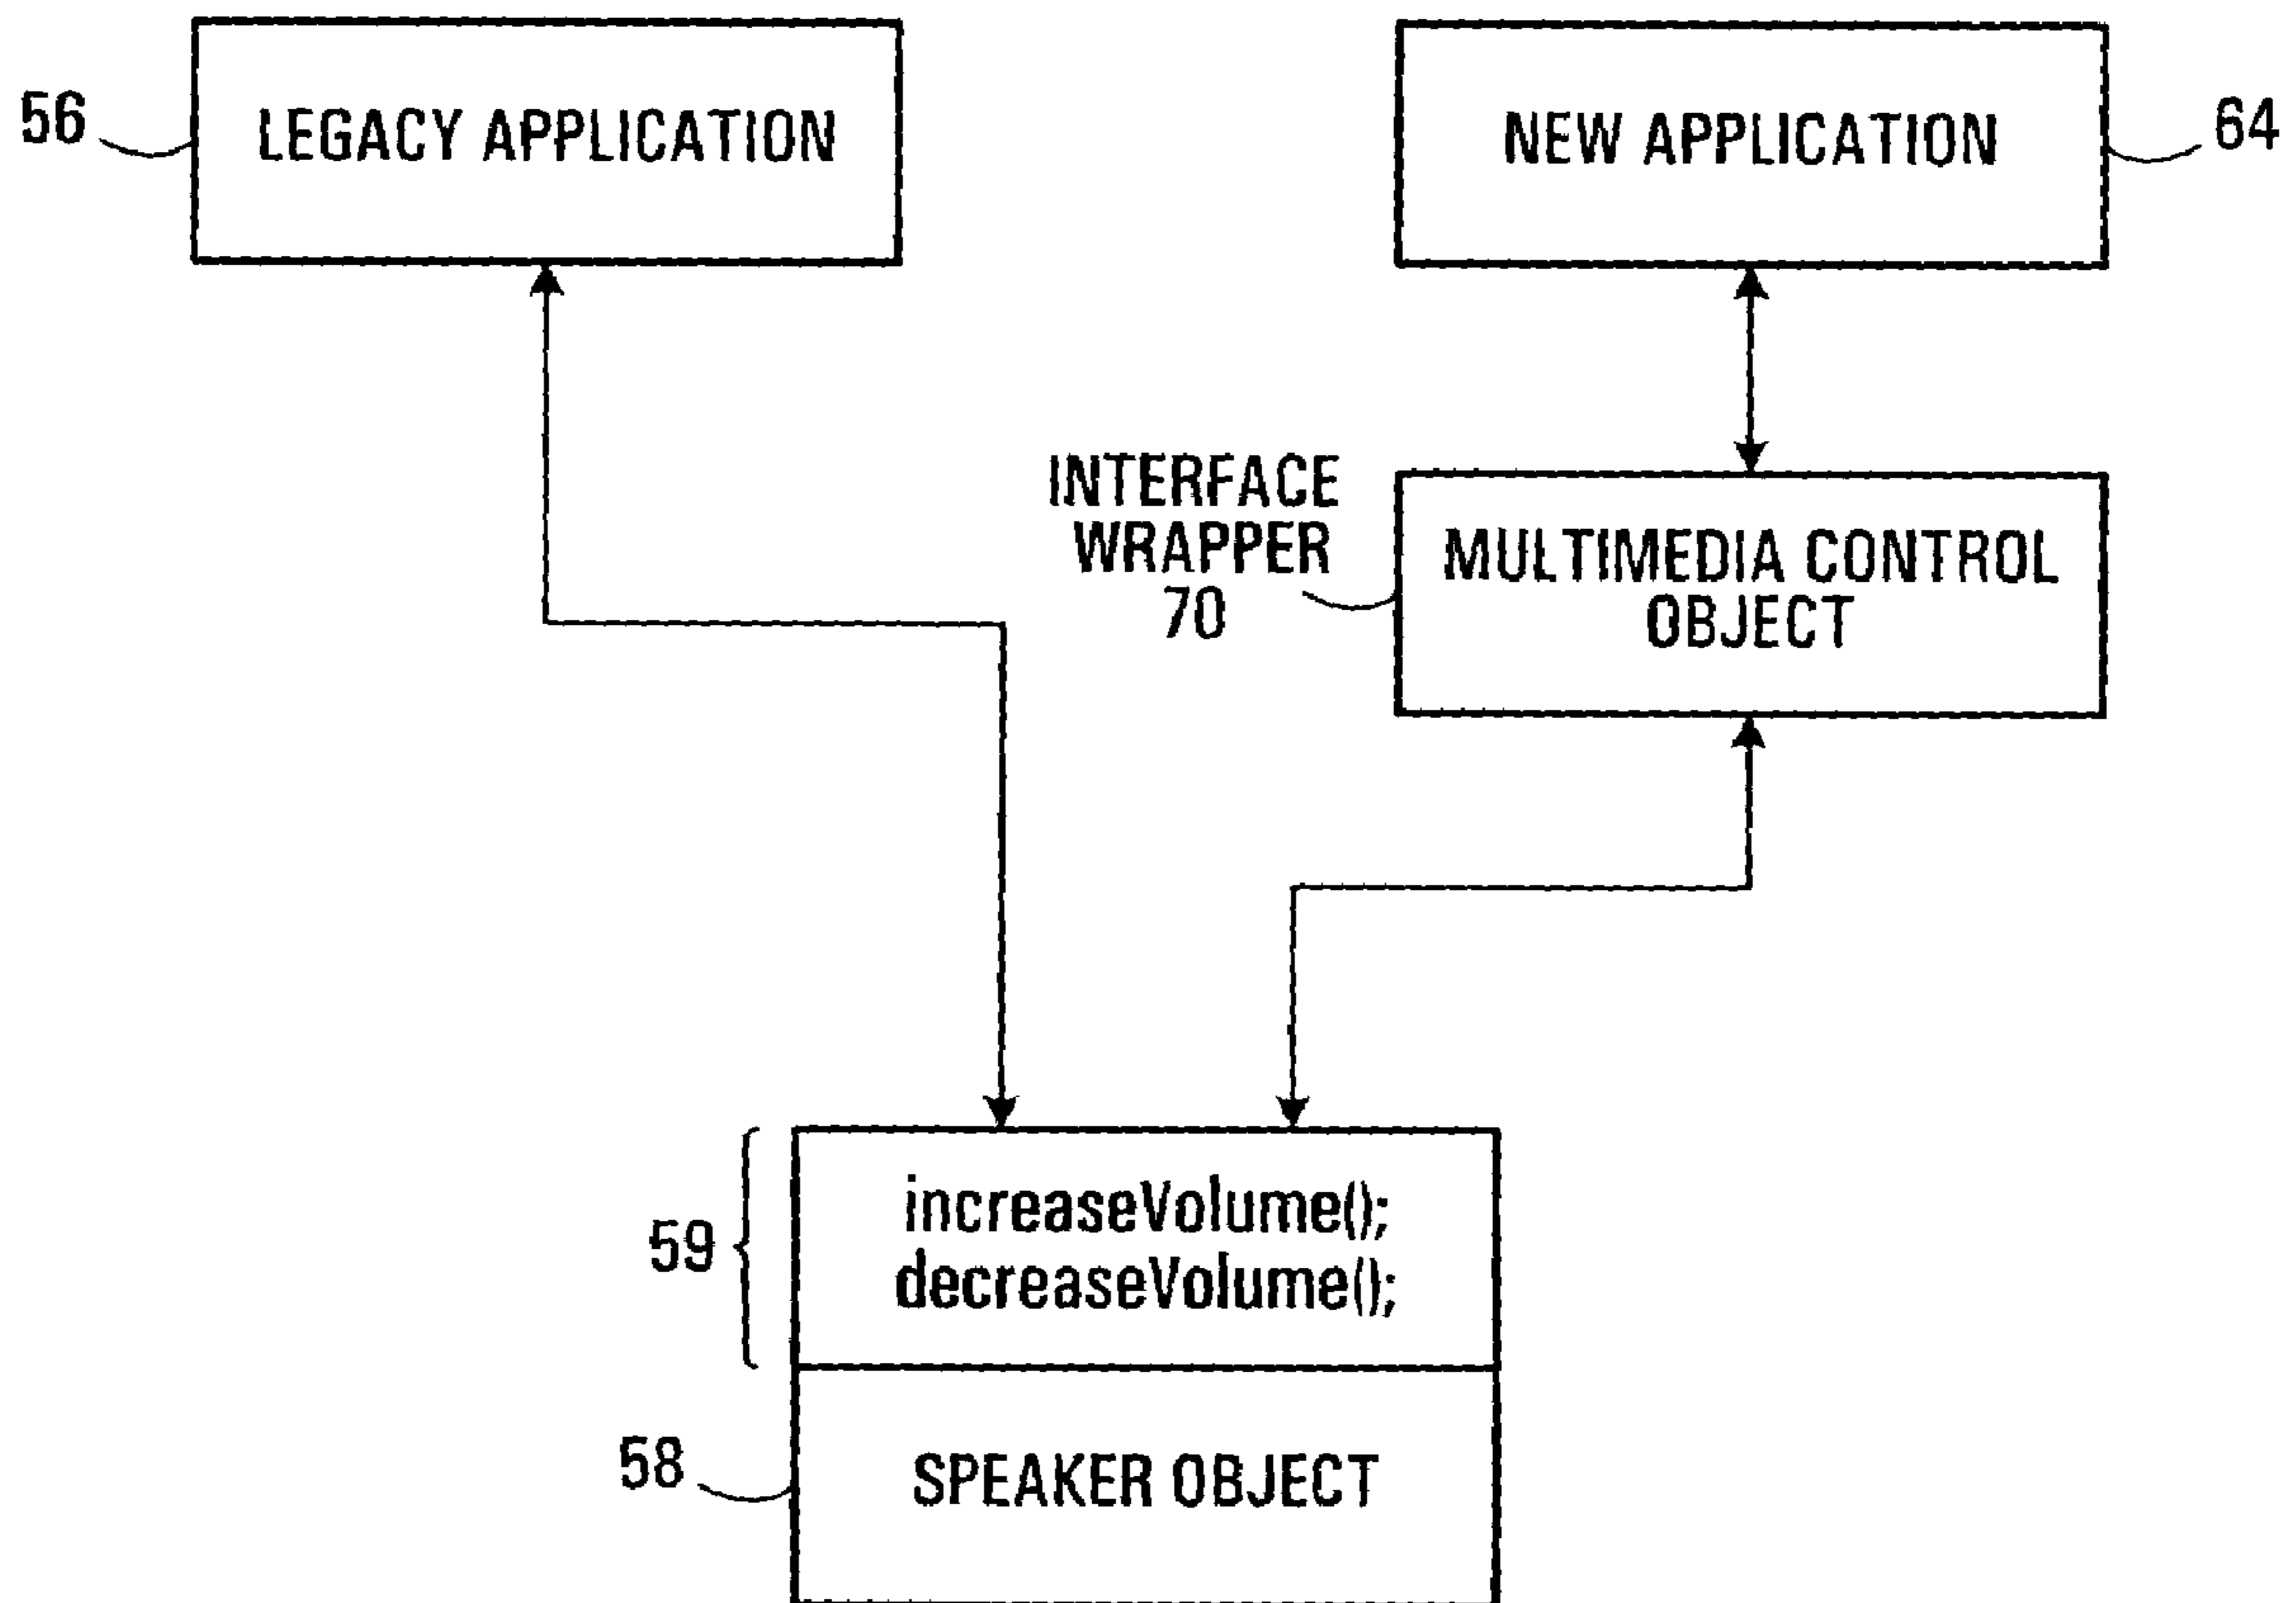 56
LEGACY APPLICATION
NEW APPLICATION
64
INTERFACE
WRAPPER
70
MULTIMEDIA CONTROL
OBJECT
59
increaseVolume();
decreaseVolume();
58
SPEAKER OBJECT